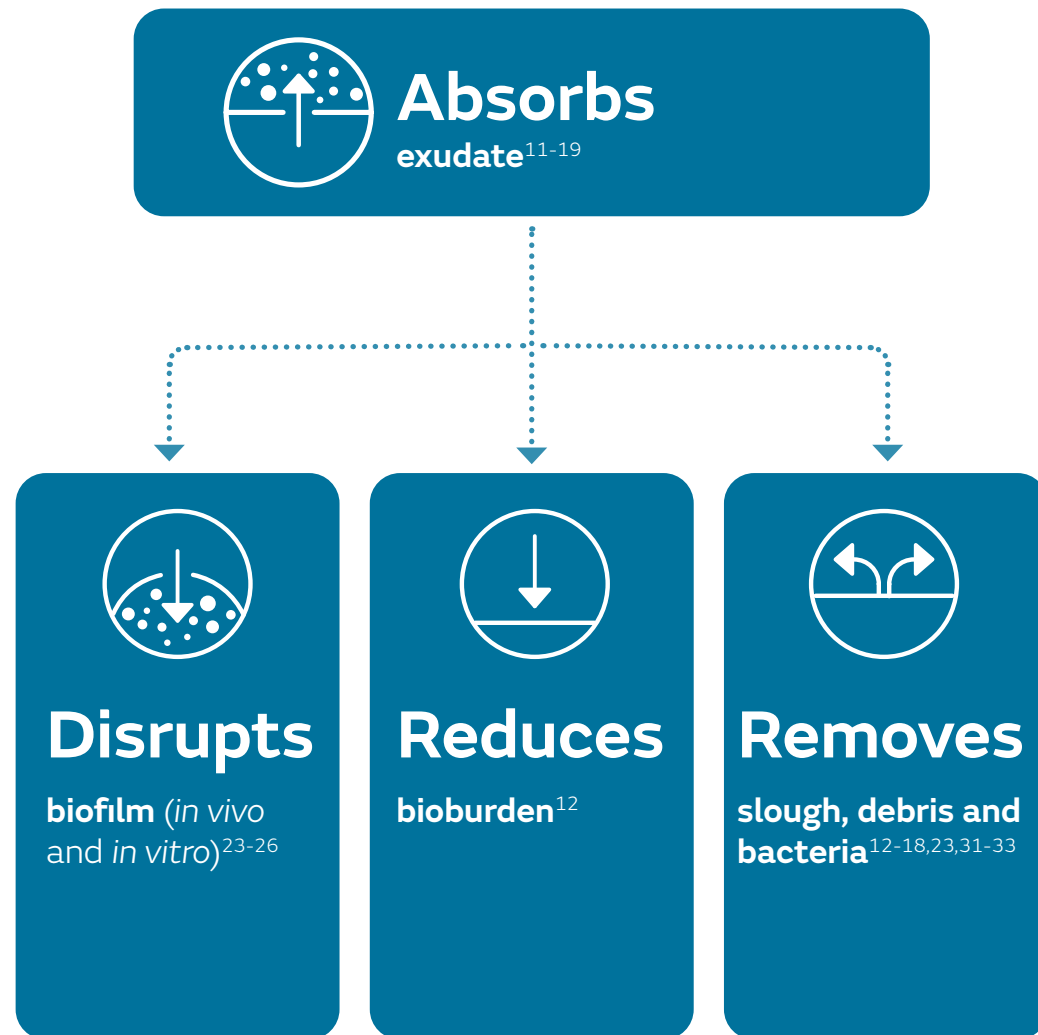 Absorbs
exudate11-19
Disrupts
biofilm (in vivo
and in vitro)23-26
Reduces
bioburden12
Removes
slough, debris and
bacteria12-18,23,31-33